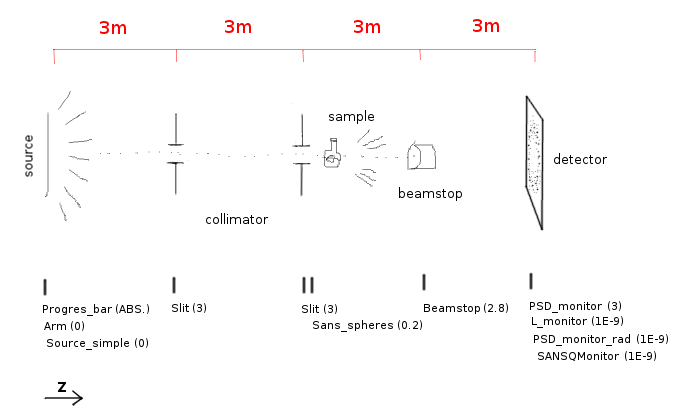 3m 3m 3m 3m
sample
source
detector
beamstop
collimator
Progres_bar (ABS.) Slit (3) Slit (3) Beamstop (2.8) PSD_monitor (3)
Arm (0) Sans_spheres (0.2) L_monitor (1E-9)
Source_simple (0) PSD_monitor_rad (1E-9)
SANSQMonitor (1E-9)
z